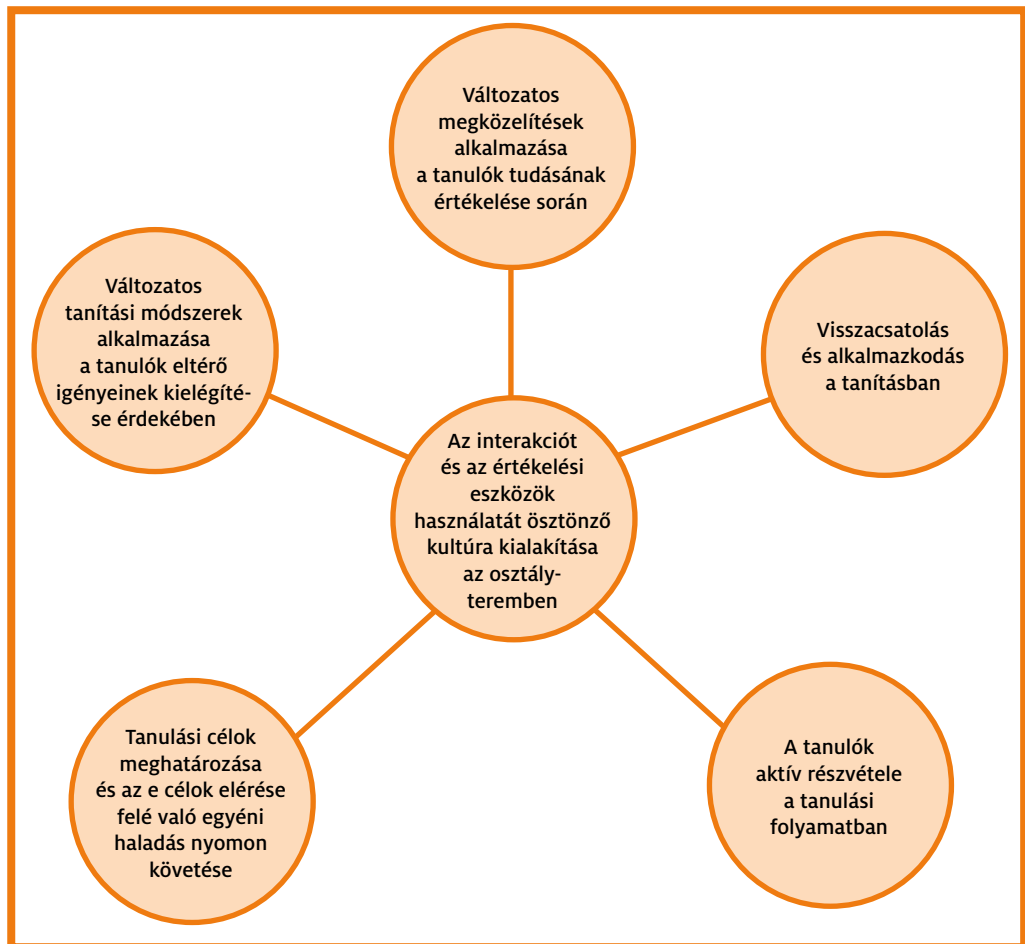 Változatos
megközelítések
alkalmazása
a tanulók tudásának
értékelése során
Változatos
tanítási módszerek
alkalmazása
a tanulók eltérő
igényeinek kielégíté-
se érdekében
Visszacsatolás
és alkalmazkodás
a tanításban
Az interakciót
és az értékelési
eszközök
használatát ösztönző
kultúra kialakítása
az osztály-
teremben
Tanulási célok
meghatározása
és az e célok elérése
felé való egyéni
haladás nyomon
követése
A tanulók
aktív részvétele
a tanulási
folyamatban